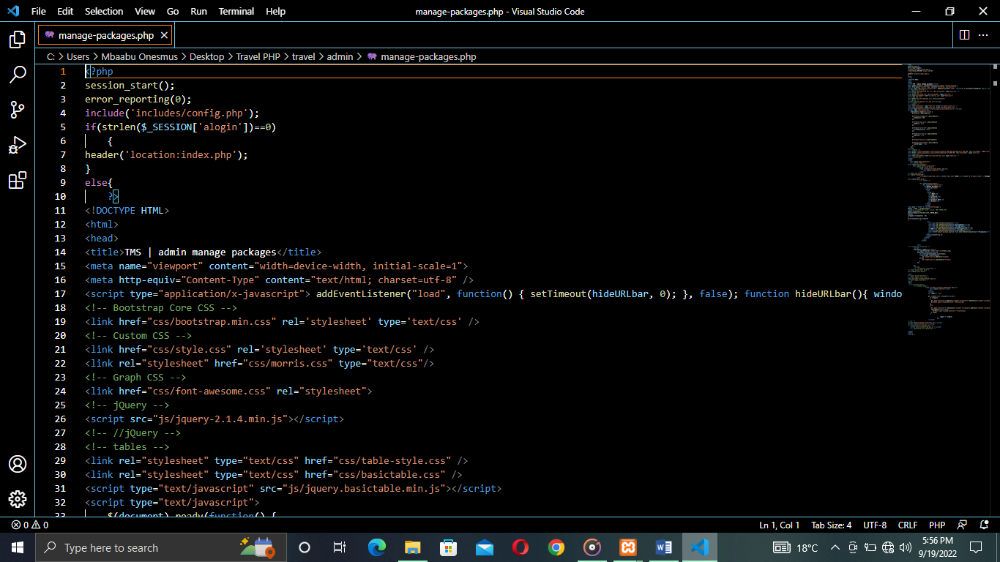 File Edit Selection View Go Run Terminal Help manage-packages.php - Visual Studio Code
manage-packages.php
C: > Users > Mbaabu Onesmus > Desktop > Travel PHP > travel > admin > manage-packages.php
1 <?php
2 session_start();
3 error_reporting(0);
4 include('includes/config.php');
5 if(strlen($_SESSION['alogin'])==0)
6 {
7 header('location:index.php');
8 }
9 else{
10 ?>
11 <!DOCTYPE HTML>
12 <html>
13 <head>
14 <title>TMS | admin manage packages</title>
15 <meta name="viewport" content="width=device-width, initial-scale=1">
16 <meta http-equiv="Content-Type" content="text/html; charset=utf-8" />
17 <script type="application/x-javascript"> addEventListener("load", function() { setTimeout(hideURLbar, 0); }, false); function hideURLbar(){ windo
18 <!-- Bootstrap Core CSS -->
19 <link href="css/bootstrap.min.css" rel='stylesheet' type='text/css' />
20 <!-- Custom CSS -->
21 <link href="css/style.css" rel='stylesheet' type='text/css' />
22 <link rel="stylesheet" href="css/morris.css" type="text/css"/>
23 <!-- Graph CSS -->
24 <link href="css/font-awesome.css" rel="stylesheet">
25 <!-- jQuery -->
26 <script src="js/jquery-2.1.4.min.js"></script>
27 <!-- //jQuery -->
28 <!-- tables -->
29 <link rel="stylesheet" type="text/css" href="css/table-style.css" />
30 <link rel="stylesheet" type="text/css" href="css/basictable.css" />
31 <script type="text/javascript" src="js/jquery.basictable.min.js"></script>
32 <script type="text/javascript">
33 $(document).ready(function() {
0 0 Ln 1, Col 1 Tab Size: 4 UTF-8 CRLF PHP
Type here to search 18°C 5:56 PM
9/19/2022